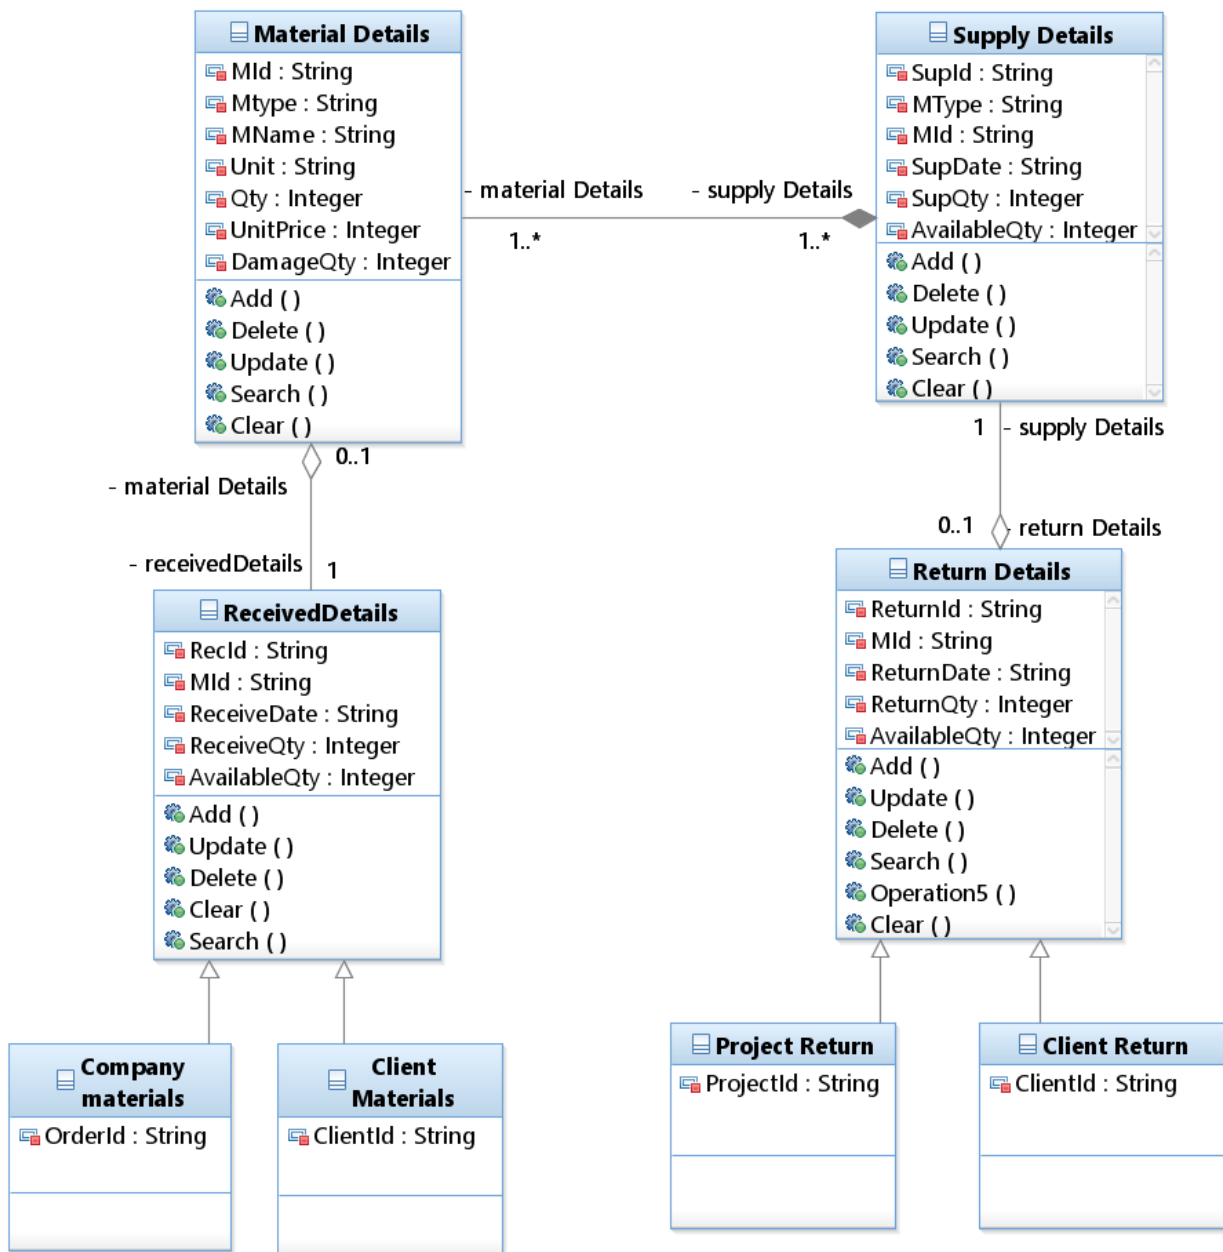 Material Details
MId : String
Mtype : String
MName : String
Unit : String
Qty : Integer
UnitPrice : Integer
DamageQty : Integer
Add ( )
Delete ( )
Update ( )
Search ( )
Clear ( )
- material Details
1..*
- supply Details
1..*
Supply Details
SupId : String
MType : String
MId : String
SupDate : String
SupQty : Integer
AvailableQty : Integer
Add ( )
Delete ( )
Update ( )
Search ( )
Clear ( )
0..1
- material Details
- receivedDetails
1
1
- supply Details
0..1
- return Details
ReceivedDetails
RecId : String
MId : String
ReceiveDate : String
ReceiveQty : Integer
AvailableQty : Integer
Add ( )
Update ( )
Delete ( )
Clear ( )
Search ( )
Return Details
ReturnId : String
MId : String
ReturnDate : String
ReturnQty : Integer
AvailableQty : Integer
Add ( )
Update ( )
Delete ( )
Search ( )
Operation5 ( )
Clear ( )
Company
materials
OrderId : String
Client
Materials
ClientId : String
Project Return
ProjectId : String
Client Return
ClientId : String